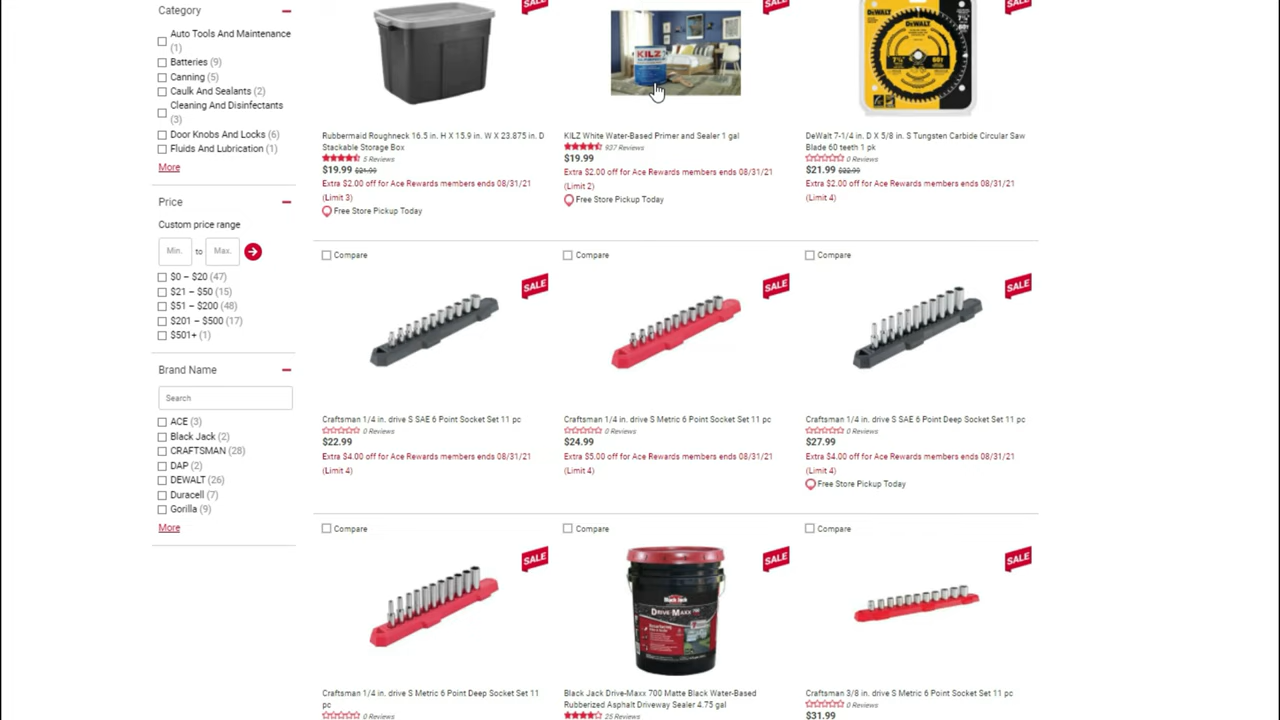 Category
Auto Tools And Maintenance
(1)
Batteries (9)
Canning (5)
Caulk And Sealants (2)
Cleaning And Disinfectants
(3)
Door Knobs And Locks (6)
Fluids And Lubrication (1)
More
Price
Custom price range
Min. to Max.
$0 – $20 (47)
$21 – $50 (15)
$51 – $200 (48)
$201 – $500 (17)
$501+ (1)
Brand Name
Search
ACE (3)
Black Jack (2)
CRAFTSMAN (28)
DAP (2)
DEWALT (26)
Duracell (7)
Gorilla (9)
More
SALE
Rubbermaid Roughneck 16.5 in. H X 15.9 in. W X 23.875 in. D
Stackable Storage Box
5 Reviews
$19.99 $21.99
Extra $2.00 off for Ace Rewards members ends 08/31/21
(Limit 3)
Free Store Pickup Today
SALE
KILZ
KILZ White Water-Based Primer and Sealer 1 gal
937 Reviews
$19.99
Extra $2.00 off for Ace Rewards members ends 08/31/21
(Limit 2)
Free Store Pickup Today
SALE
DEWALT
DEWALT
7-1/4"
60T
DeWalt 7-1/4 in. D X 5/8 in. S Tungsten Carbide Circular Saw
Blade 60 teeth 1 pk
0 Reviews
$21.99 $22.99
Extra $2.00 off for Ace Rewards members ends 08/31/21
(Limit 4)
Compare
SALE
Craftsman 1/4 in. drive S SAE 6 Point Socket Set 11 pc
0 Reviews
$22.99
Extra $4.00 off for Ace Rewards members ends 08/31/21
(Limit 4)
Compare
SALE
Craftsman 1/4 in. drive S Metric 6 Point Socket Set 11 pc
0 Reviews
$24.99
Extra $5.00 off for Ace Rewards members ends 08/31/21
(Limit 4)
Compare
SALE
Craftsman 1/4 in. drive S SAE 6 Point Deep Socket Set 11 pc
0 Reviews
$27.99
Extra $4.00 off for Ace Rewards members ends 08/31/21
(Limit 4)
Free Store Pickup Today
Compare
SALE
Craftsman 1/4 in. drive S Metric 6 Point Deep Socket Set 11
pc
0 Reviews
Compare
SALE
Black Jack
DRIVE-MAXX 700
Black Jack Drive-Maxx 700 Matte Black Water-Based
Rubberized Asphalt Driveway Sealer 4.75 gal
25 Reviews
Compare
SALE
Craftsman 3/8 in. drive S Metric 6 Point Socket Set 11 pc
0 Reviews
$31.99